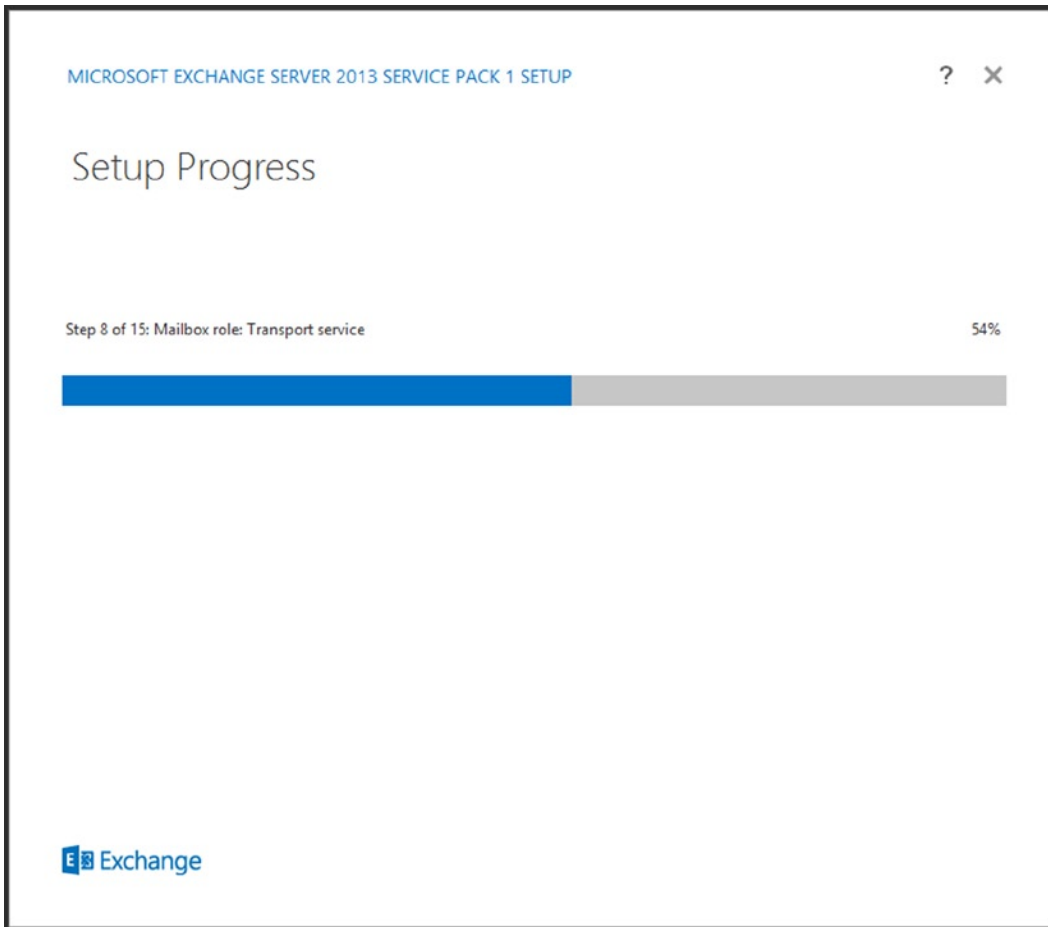 MICROSOFT EXCHANGE SERVER 2013 SERVICE PACK 1 SETUP ? ✕
Setup Progress
Step 8 of 15: Mailbox role: Transport service 54%
E Exchange